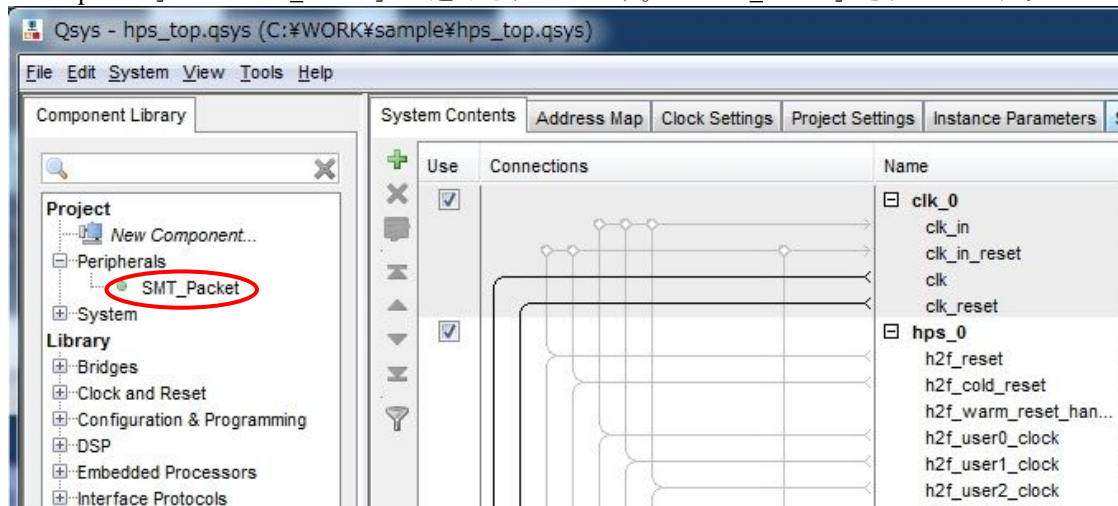 Qsys - hps_top.qsys (C:¥WORK¥sample¥hps_top.qsys)
File Edit System View Tools Help
Component Library
System Contents Address Map Clock Settings Project Settings Instance Parameters
Use Connections Name
Project
New Component...
Peripherals
SMT_Packet
System
Library
Bridges
Clock and Reset
Configuration & Programming
DSP
Embedded Processors
Interface Protocols
clk_0
clk_in
clk_in_reset
clk
clk_reset
hps_0
h2f_reset
h2f_cold_reset
h2f_warm_reset_han...
h2f_user0_clock
h2f_user1_clock
h2f_user2_clock